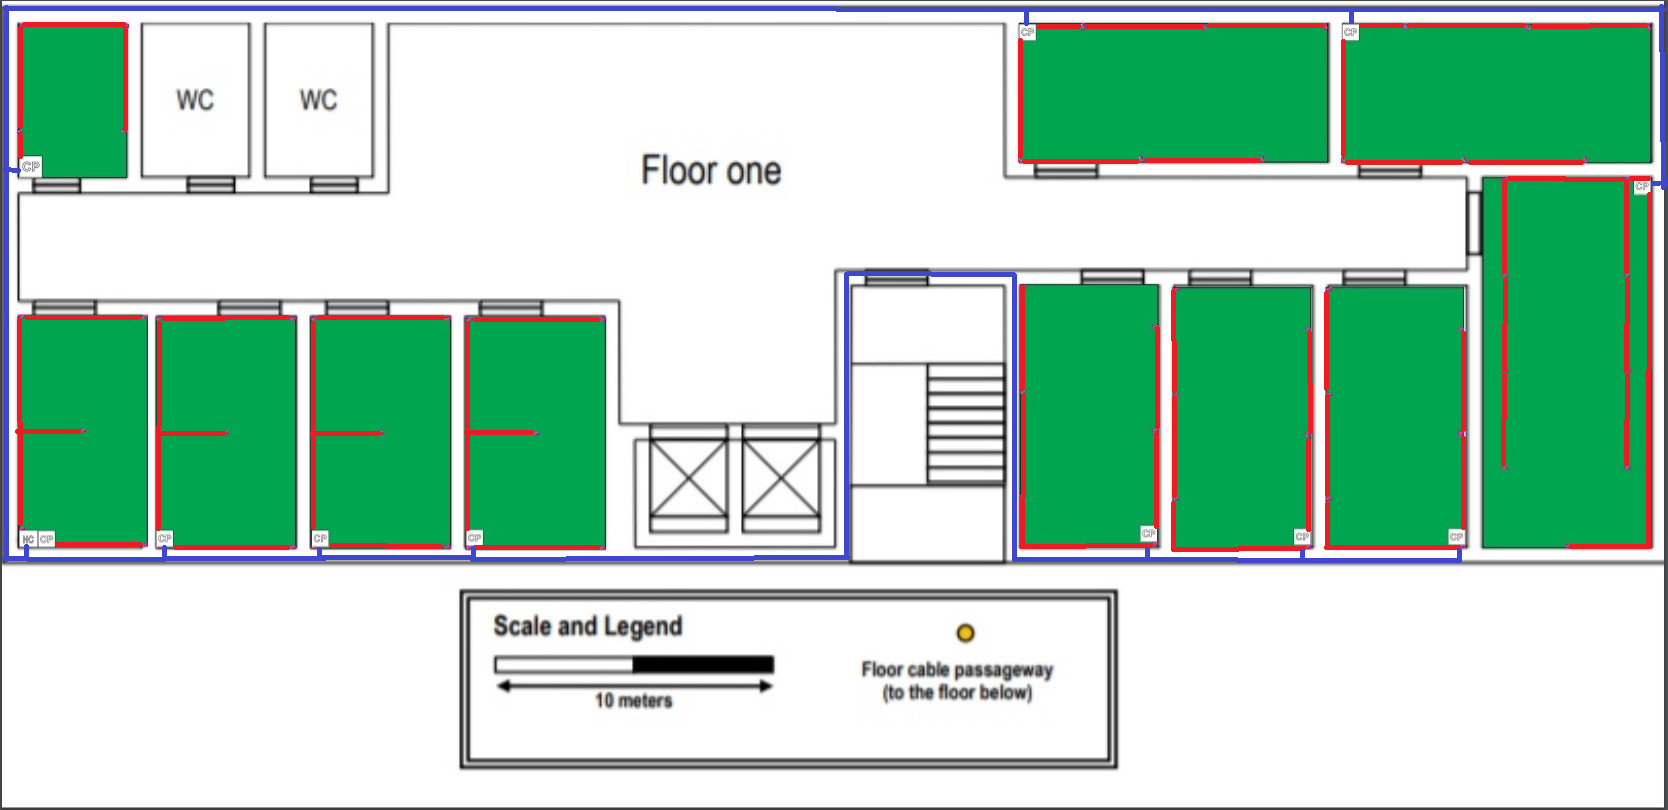 CP
CP
WC
WC
Floor one
CP
CP
HC CP
CP
CP
CP
CP
CP
CP
Scale and Legend
10 meters
Floor cable passageway
(to the floor below)